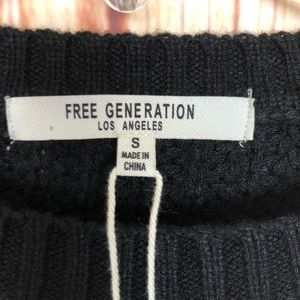 FREE GENERATION
LOS ANGELES
S
MADE IN
CHINA